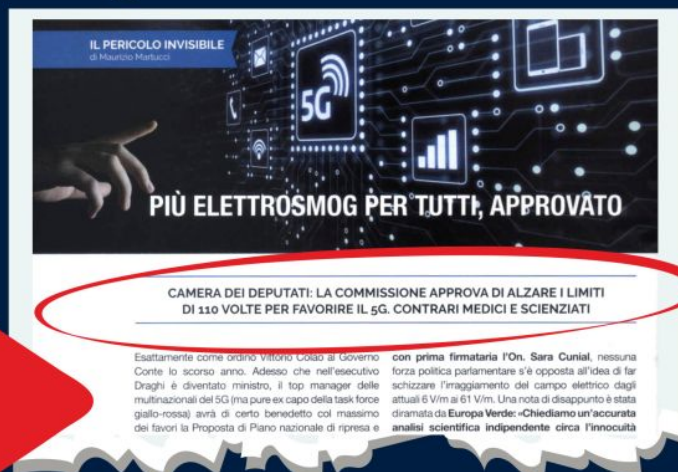 IL PERICOLO INVISIBILE
di Maurizio Martucci
5G
PIÙ ELETTROSMOG PER TUTTI, APPROVATO
CAMERA DEI DEPUTATI: LA COMMISSIONE APPROVA DI ALZARE I LIMITI
DI 110 VOLTE PER FAVORIRE IL 5G. CONTRARI MEDICI E SCIENZIATI
Esattamente come ordinò Vittorio Colao al Governo
Conte lo scorso anno. Adesso che nell'esecutivo
Draghi è diventato ministro, il top manager delle
multinazionali del 5G (ma pure ex capo della task force
giallo-rossa) avrà di certo benedetto col massimo
dei favori la Proposta di Piano nazionale di ripresa e
con prima firmataria l'On. Sara Cunial, nessuna
forza politica parlamentare s'è opposta all'idea di far
schizzare l'irraggiamento del campo elettrico dagli
attuali 6 V/m ai 61 V/m. Una nota di disappunto è stata
diramata da Europa Verde: «Chiediamo un'accurata
analisi scientifica indipendente circa l'innocuità